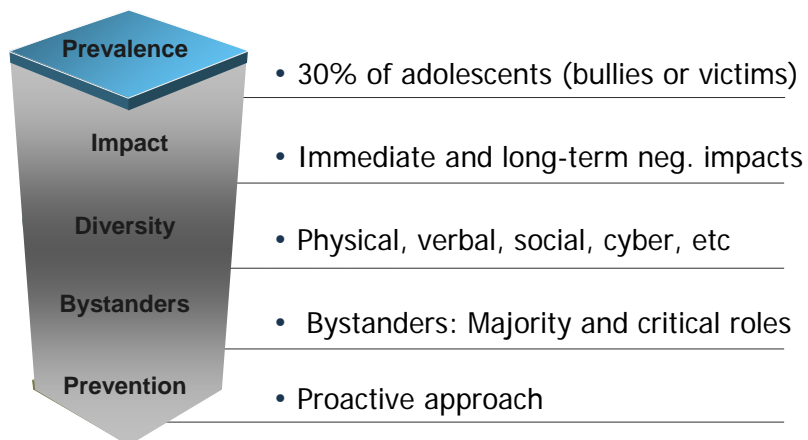 Prevalence
• 30% of adolescents (bullies or victims)
Impact
• Immediate and long-term neg. impacts
Diversity
• Physical, verbal, social, cyber, etc
Bystanders
• Bystanders: Majority and critical roles
Prevention
• Proactive approach